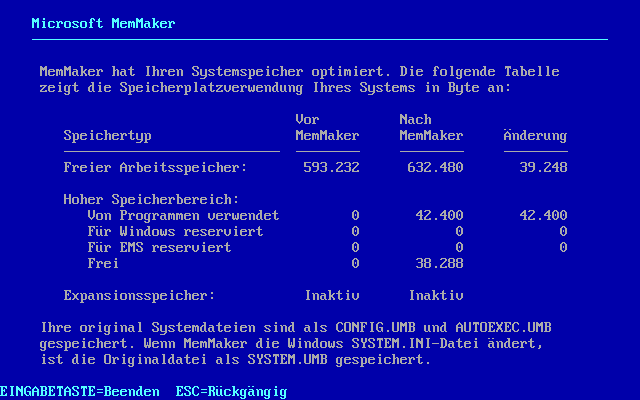 Microsoft MemMaker
MemMaker hat Ihren Systemspeicher optimiert. Die folgende Tabelle
zeigt die Speicherplatzverwendung Ihres Systems in Byte an:
Vor Nach
Speichertyp MemMaker MemMaker Änderung
Freier Arbeitsspeicher: 593.232 632.480 39.248
Hoher Speicherbereich:
Von Programmen verwendet 0 42.400 42.400
Für Windows reserviert 0 0 0
Für EMS reserviert 0 0 0
Frei 0 38.288
Expansionsspeicher: Inaktiv Inaktiv
Ihre original Systemdateien sind als CONFIG.UMB und AUTOEXEC.UMB
gespeichert. Wenn MemMaker die Windows SYSTEM.INI-Datei ändert,
ist die Originaldatei als SYSTEM.UMB gespeichert.
EINGABETASTE=Beenden ESC=Rückgängig